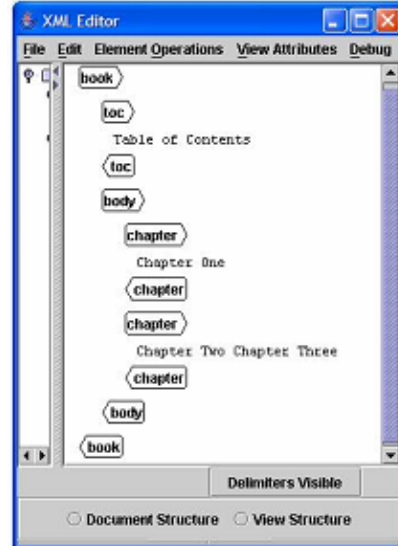 XML Editor
File Edit Element Operations View Attributes Debug
book
toc
Table of Contents
toc
body
chapter
Chapter One
chapter
chapter
Chapter Two Chapter Three
chapter
body
book
Delimiters Visible
Document Structure View Structure